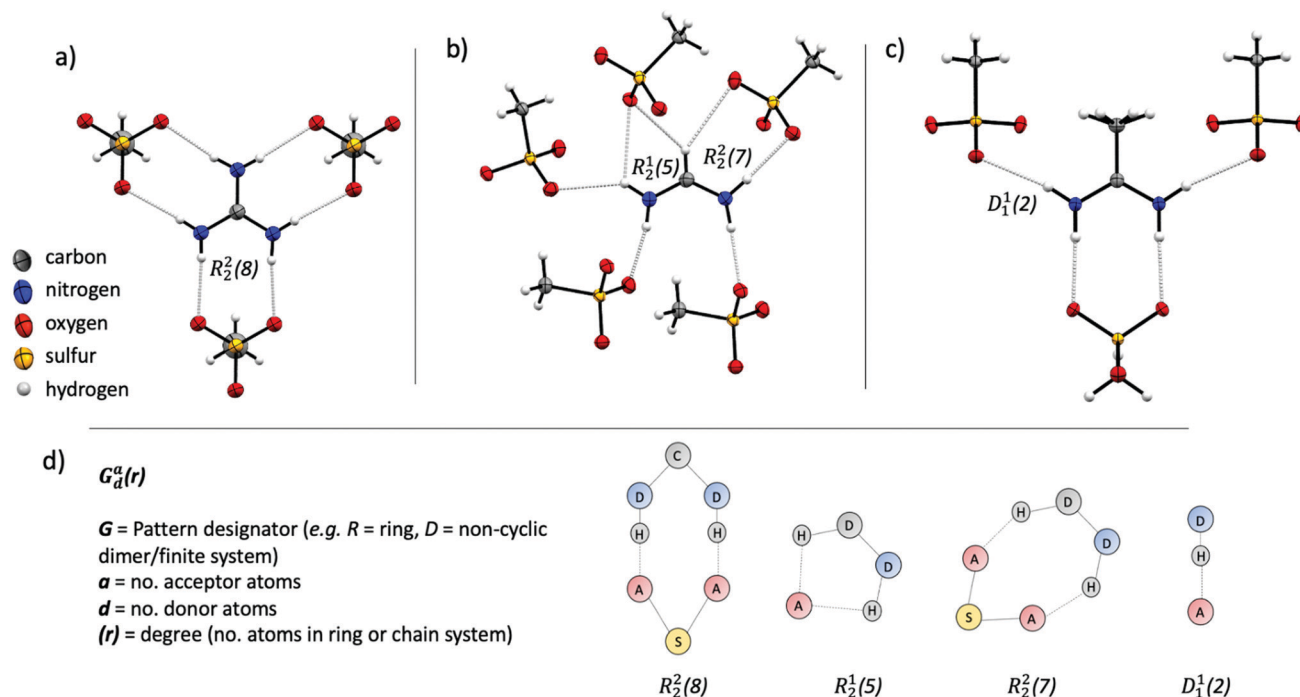 a)
R₂²(8)
carbon
nitrogen
oxygen
sulfur
hydrogen
b)
R₂¹(5)
R₂²(7)
c)
D₁¹(2)
d)
G_d^a(r)
G = Pattern designator (e.g. R = ring, D = non-cyclic
dimer/finite system)
a = no. acceptor atoms
d = no. donor atoms
(r) = degree (no. atoms in ring or chain system)
C
D D
H H
A A
S
R₂²(8)
H D
D
A H
R₂¹(5)
H D
D
A
H
S A
R₂²(7)
D
H
A
D₁¹(2)